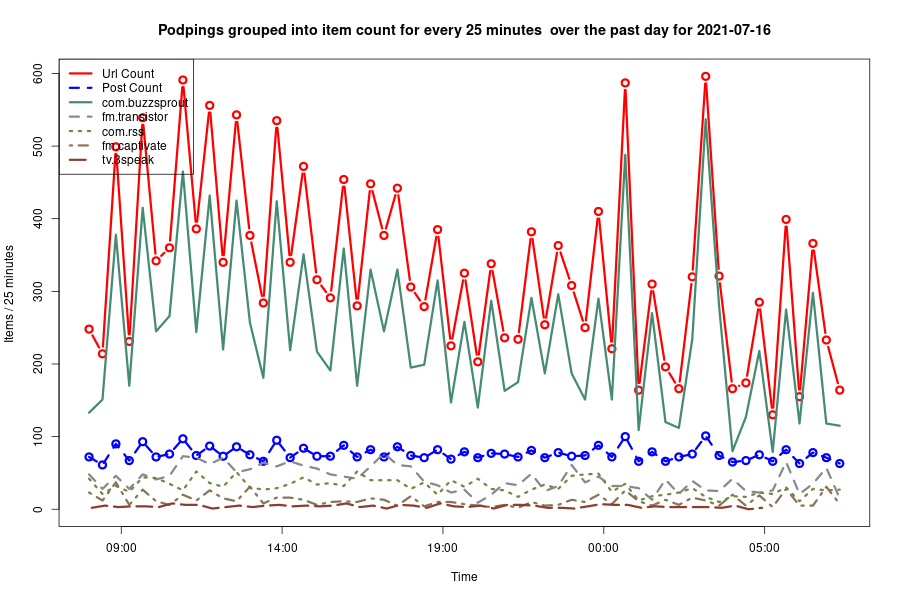 Podpings grouped into item count for every 25 minutes  over the past day for 2021-07-16
Url Count
Post Count
com.buzzsprout
fm.transistor
com.rss
fm.captivate
tv.3speak
Items / 25 minutes
600
500
400
300
200
100
0
09:00
14:00
19:00
00:00
05:00
Time